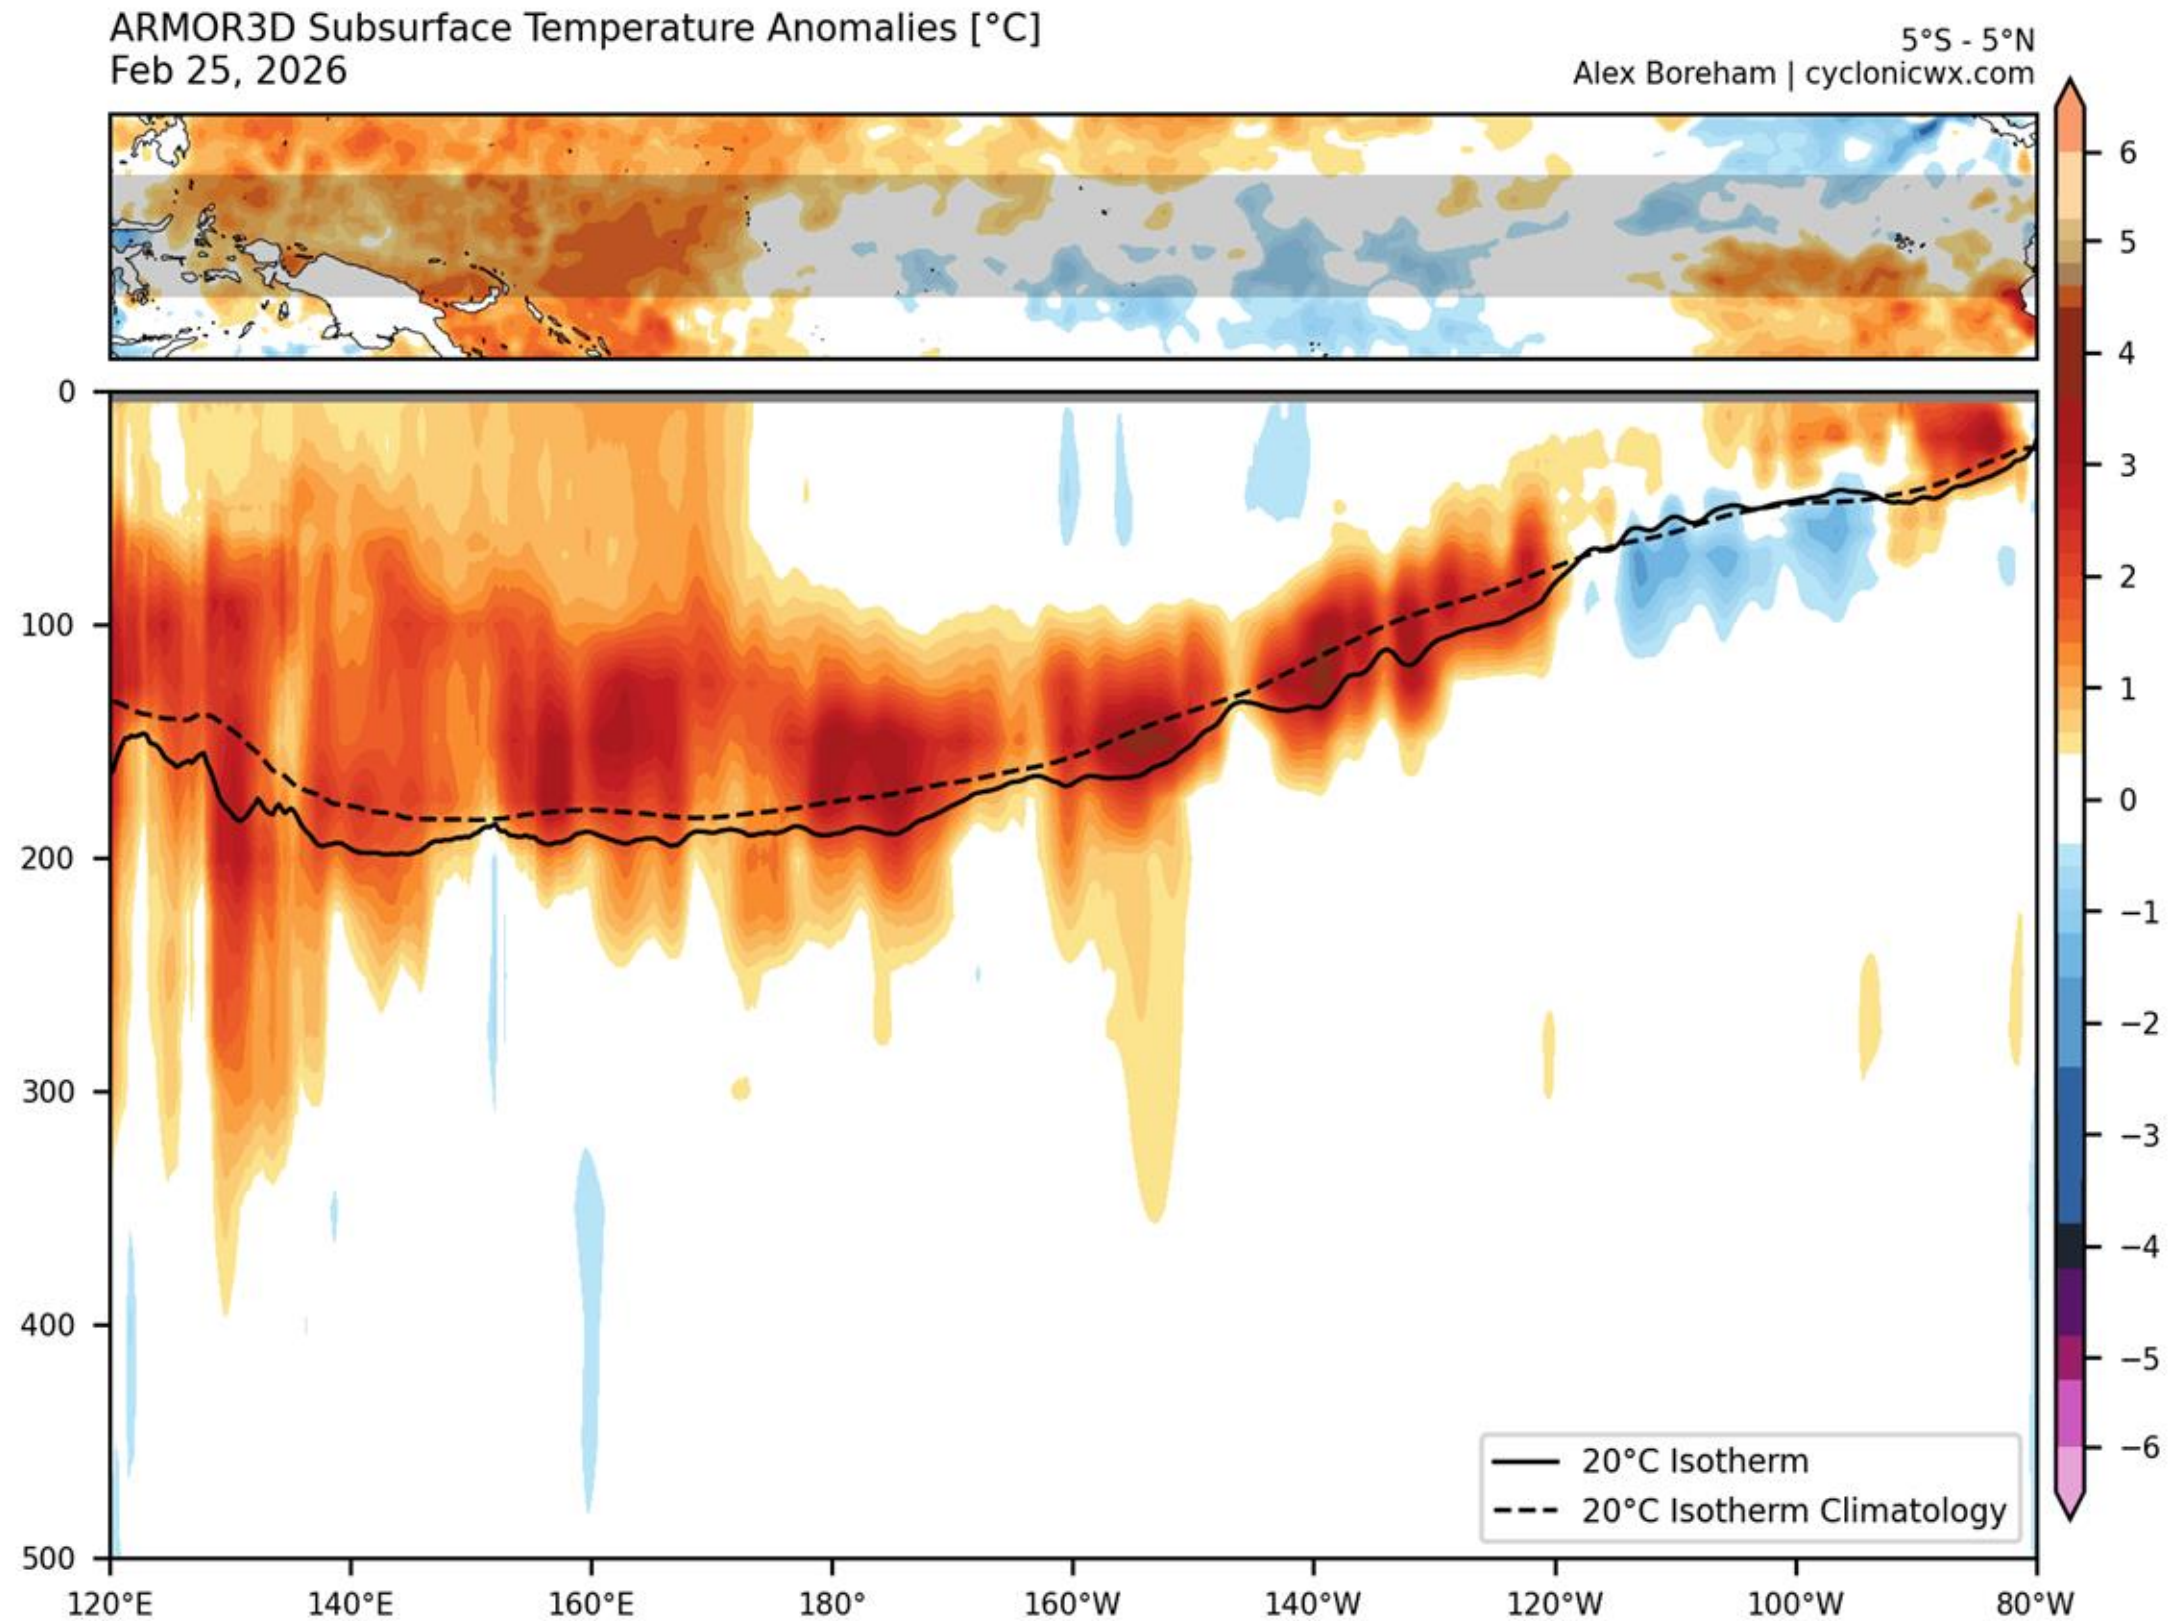 ARMOR3D Subsurface Temperature Anomalies [°C]
Feb 25, 2026
5°S - 5°N
Alex Boreham | cyclonicwx.com
6
5
4
3
2
1
0
−1
−2
−3
−4
−5
−6
0
100
200
300
400
500
20°C Isotherm
20°C Isotherm Climatology
120°E 140°E 160°E 180° 160°W 140°W 120°W 100°W 80°W